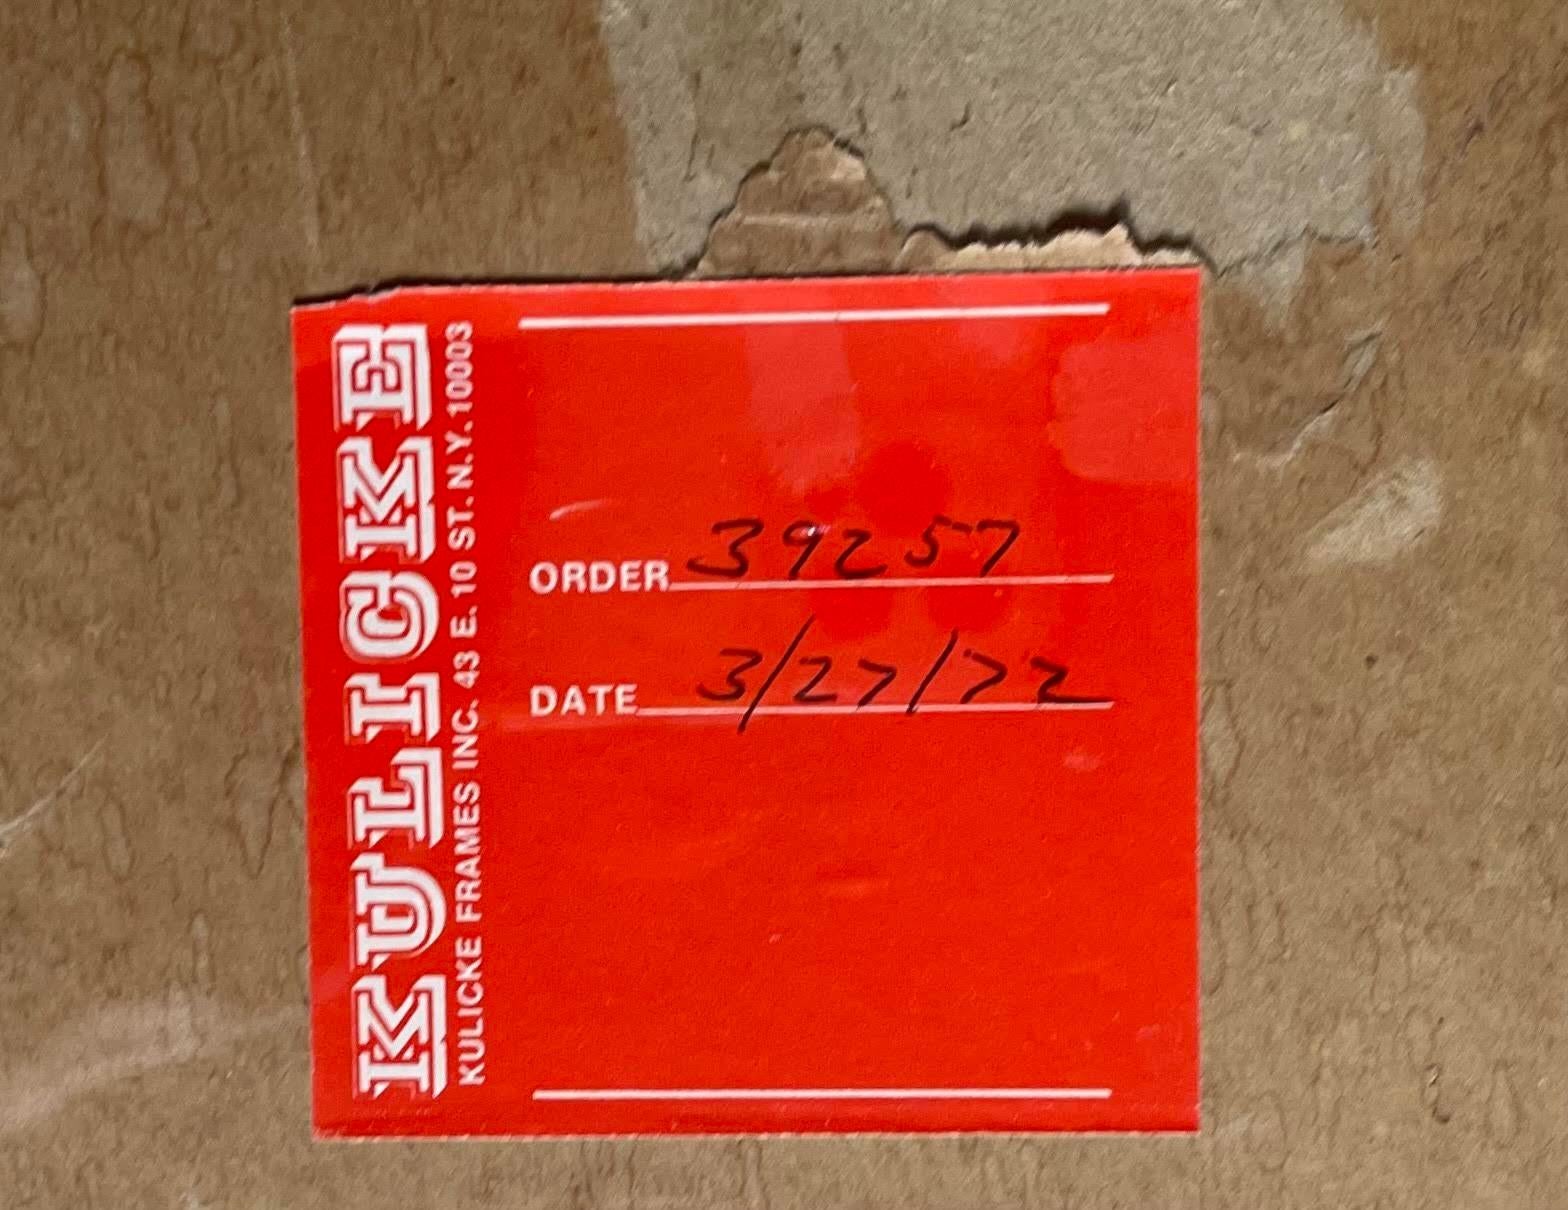 KULICKE
KULICKE FRAMES INC. 43 E. 10 ST. N.Y. 10003
ORDER 39257
DATE 3/27/72